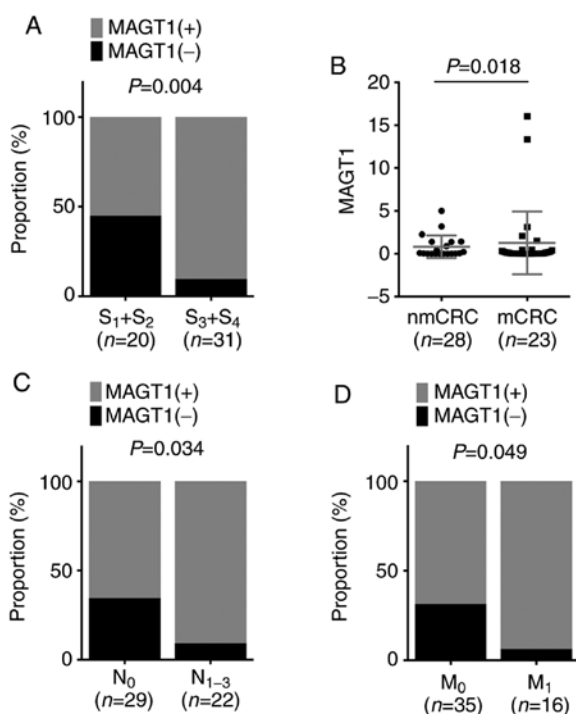 A
MAGT1(+)
MAGT1(−)
P=0.004
Proportion (%)
100
50
0
S₁+S₂
(n=20)
S₃+S₄
(n=31)
B
P=0.018
MAGT1
20
15
10
5
0
−5
nmCRC
(n=28)
mCRC
(n=23)
C
MAGT1(+)
MAGT1(−)
P=0.034
Proportion (%)
100
50
0
N₀
(n=29)
N₁₋₃
(n=22)
D
MAGT1(+)
MAGT1(−)
P=0.049
Proportion (%)
100
50
0
M₀
(n=35)
M₁
(n=16)